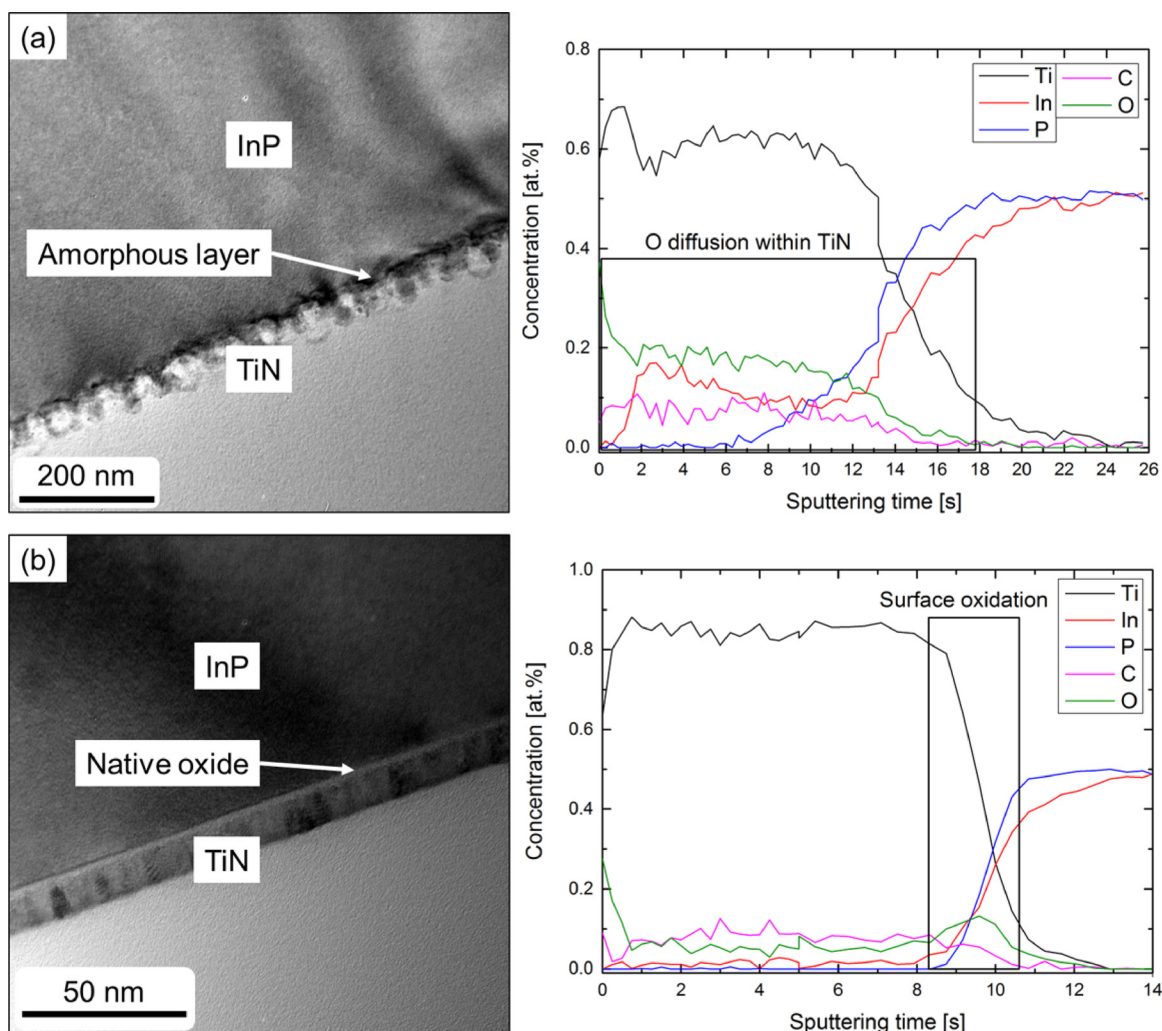 (a)
InP
Amorphous layer
TiN
200 nm
0.8
0.6
0.4
0.2
0.0
Concentration [at.%]
Ti
In
P
C
O
O diffusion within TiN
0 2 4 6 8 10 12 14 16 18 20 22 24 26
Sputtering time [s]
(b)
InP
Native oxide
TiN
50 nm
1.0
0.8
0.6
0.4
0.2
0.0
Concentration [at.%]
Surface oxidation
Ti
In
P
C
O
0 2 4 6 8 10 12 14
Sputtering time [s]